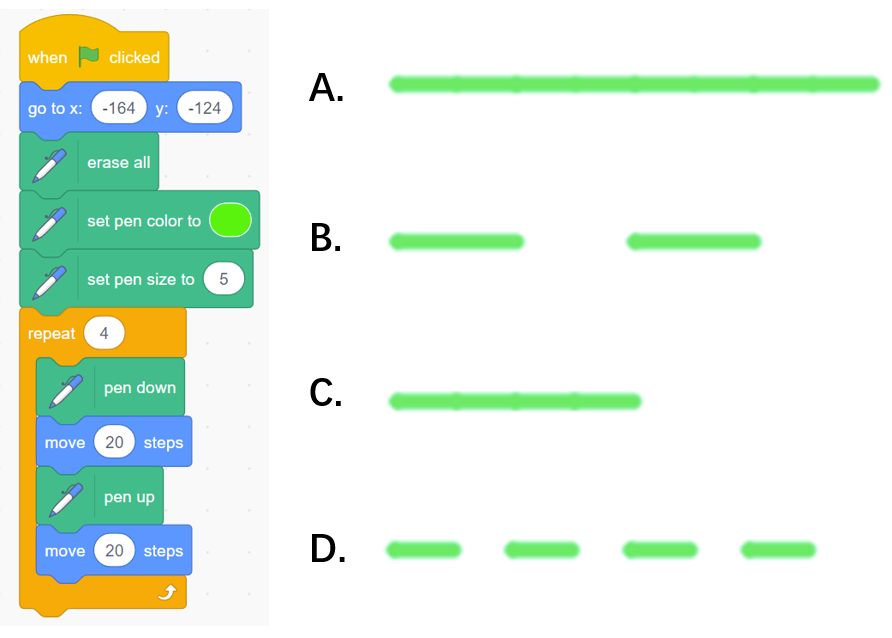 when clicked
go to x: -164 y: -124
erase all
set pen color to
set pen size to 5
repeat 4
pen down
move 20 steps
pen up
move 20 steps
A.
B.
C.
D.